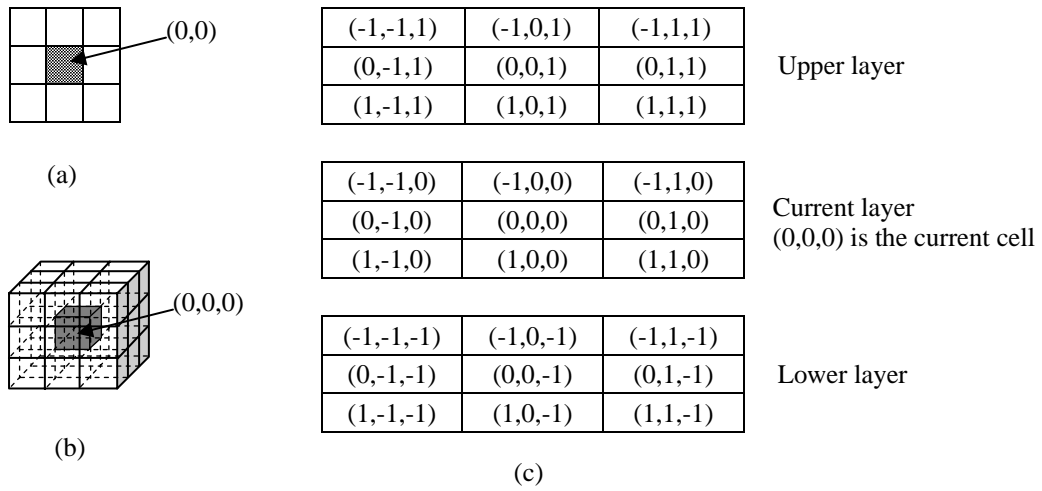 (0,0)
(a)
(0,0,0)
(b)
(-1,-1,1) (-1,0,1) (-1,1,1)
(0,-1,1) (0,0,1) (0,1,1)
(1,-1,1) (1,0,1) (1,1,1)
Upper layer
(-1,-1,0) (-1,0,0) (-1,1,0)
(0,-1,0) (0,0,0) (0,1,0)
(1,-1,0) (1,0,0) (1,1,0)
Current layer
(0,0,0) is the current cell
(-1,-1,-1) (-1,0,-1) (-1,1,-1)
(0,-1,-1) (0,0,-1) (0,1,-1)
(1,-1,-1) (1,0,-1) (1,1,-1)
Lower layer
(c)